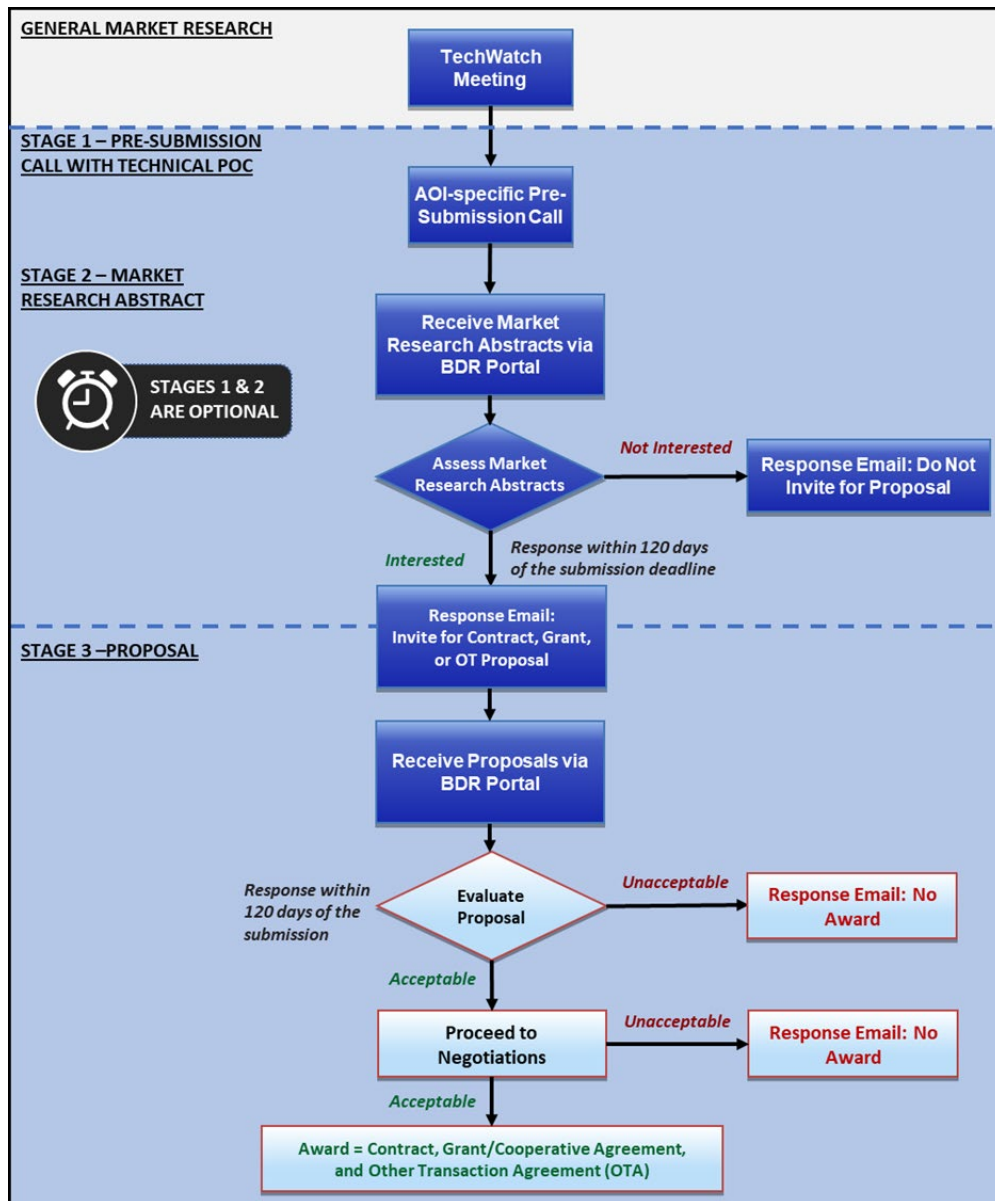 GENERAL MARKET RESEARCH
TechWatch
Meeting
STAGE 1 – PRE-SUBMISSION
CALL WITH TECHNICAL POC
AOI-specific Pre-
Submission Call
STAGE 2 – MARKET
RESEARCH ABSTRACT
Receive Market
Research Abstracts via
BDR Portal
STAGES 1 & 2
ARE OPTIONAL
Assess Market
Research Abstracts
Not Interested
Response Email: Do Not
Invite for Proposal
Interested
Response within 120 days
of the submission deadline
Response Email:
Invite for Contract, Grant,
or OT Proposal
STAGE 3 –PROPOSAL
Receive Proposals via
BDR Portal
Response within
120 days of the
submission
Evaluate
Proposal
Unacceptable
Response Email: No
Award
Acceptable
Proceed to
Negotiations
Unacceptable
Response Email: No
Award
Acceptable
Award = Contract, Grant/Cooperative Agreement,
and Other Transaction Agreement (OTA)